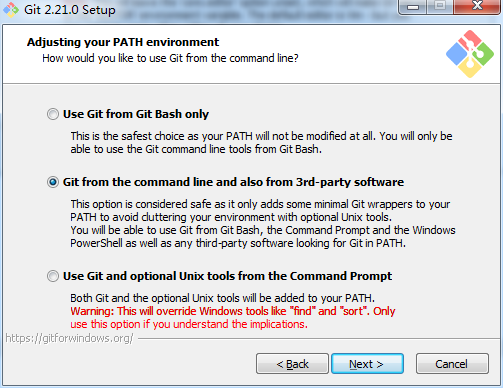 Git 2.21.0 Setup
Adjusting your PATH environment
How would you like to use Git from the command line?
Use Git from Git Bash only
This is the safest choice as your PATH will not be modified at all. You will only be
able to use the Git command line tools from Git Bash.
Git from the command line and also from 3rd-party software
This option is considered safe as it only adds some minimal Git wrappers to your
PATH to avoid cluttering your environment with optional Unix tools.
You will be able to use Git from Git Bash, the Command Prompt and the Windows
PowerShell as well as any third-party software looking for Git in PATH.
Use Git and optional Unix tools from the Command Prompt
Both Git and the optional Unix tools will be added to your PATH.
Warning: This will override Windows tools like "find" and "sort". Only
use this option if you understand the implications.
https://gitforwindows.org/
< Back
Next >
Cancel